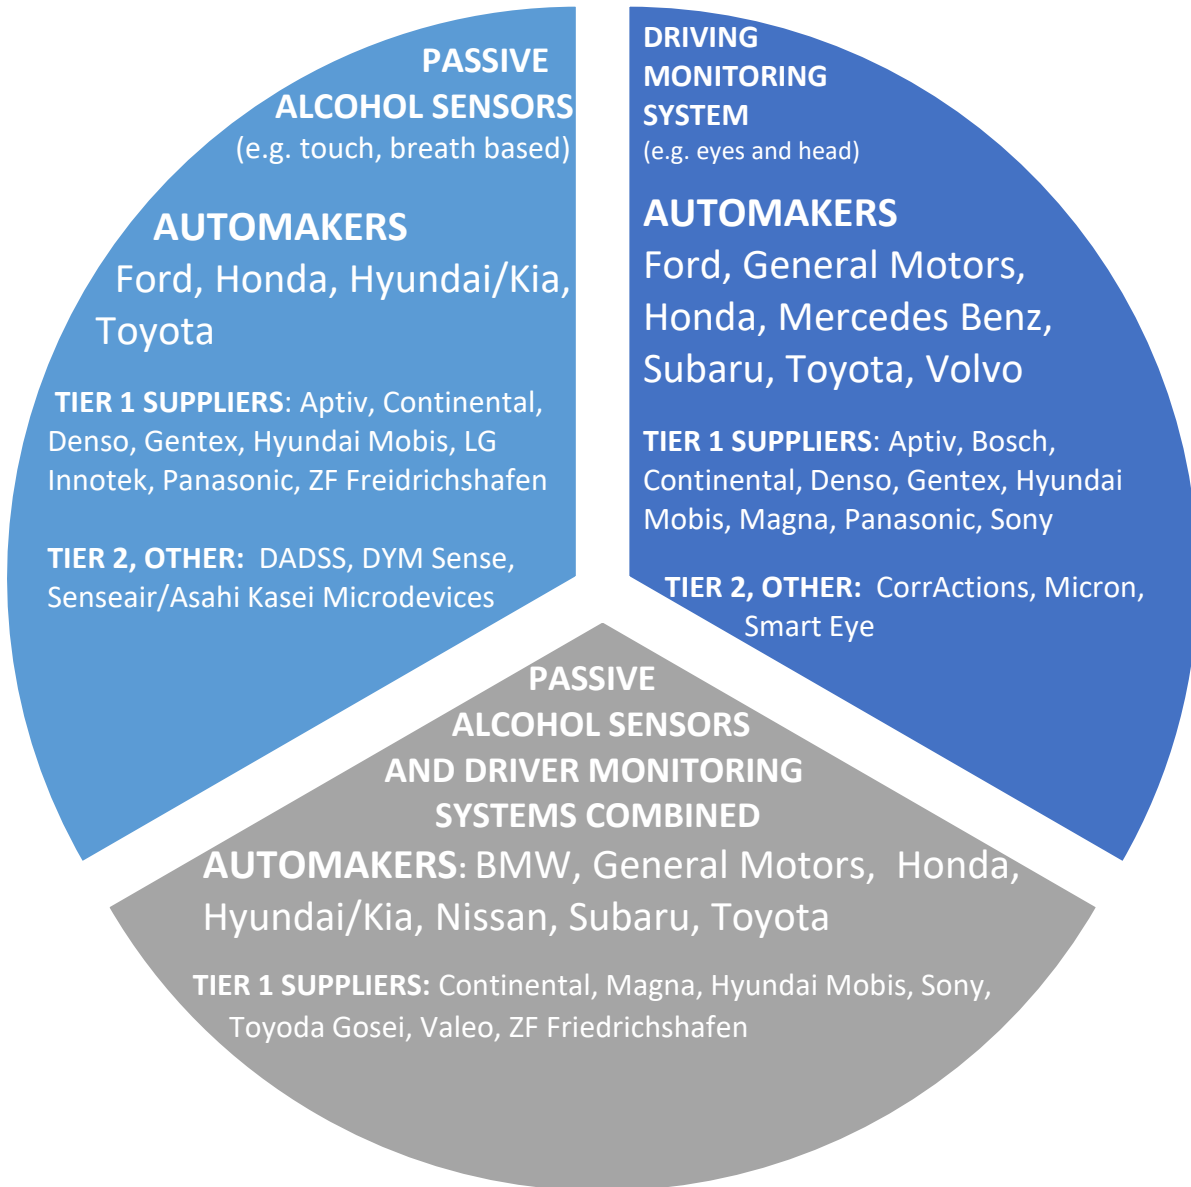 PASSIVE
ALCOHOL SENSORS
(e.g. touch, breath based)
AUTOMAKERS
Ford, Honda, Hyundai/Kia,
Toyota
TIER 1 SUPPLIERS: Aptiv, Continental,
Denso, Gentex, Hyundai Mobis, LG
Innotek, Panasonic, ZF Freidrichshafen
TIER 2, OTHER: DADSS, DYM Sense,
Senseair/Asahi Kasei Microdevices
DRIVING
MONITORING
SYSTEM
(e.g. eyes and head)
AUTOMAKERS
Ford, General Motors,
Honda, Mercedes Benz,
Subaru, Toyota, Volvo
TIER 1 SUPPLIERS: Aptiv, Bosch,
Continental, Denso, Gentex, Hyundai
Mobis, Magna, Panasonic, Sony
TIER 2, OTHER: CorrActions, Micron,
Smart Eye
PASSIVE
ALCOHOL SENSORS
AND DRIVER MONITORING
SYSTEMS COMBINED
AUTOMAKERS: BMW, General Motors, Honda,
Hyundai/Kia, Nissan, Subaru, Toyota
TIER 1 SUPPLIERS: Continental, Magna, Hyundai Mobis, Sony,
Toyoda Gosei, Valeo, ZF Friedrichshafen